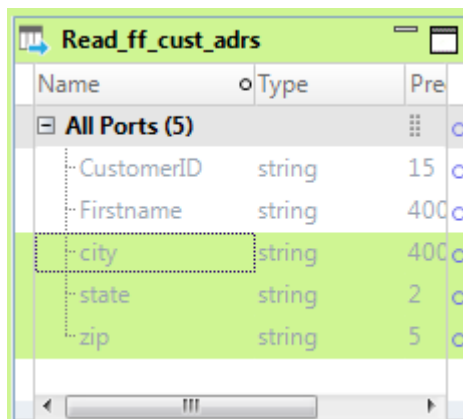 Read_ff_cust_adrs
Name Type Pre
All Ports (5)
CustomerID string 15
Firstname string 400
city string 400
state string 2
zip string 5